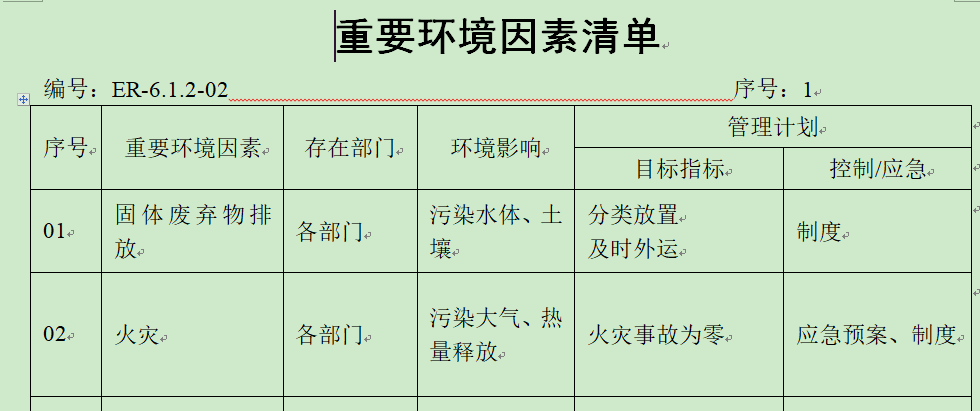 重要环境因素清单
编号：ER-6.1.2-02 序号：1
序号 重要环境因素 存在部门 环境影响 管理计划
目标指标 控制/应急
01 固体废弃物排放 各部门 污染水体、土壤 分类放置 及时外运 制度
02 火灾 各部门 污染大气、热量释放 火灾事故为零 应急预案、制度